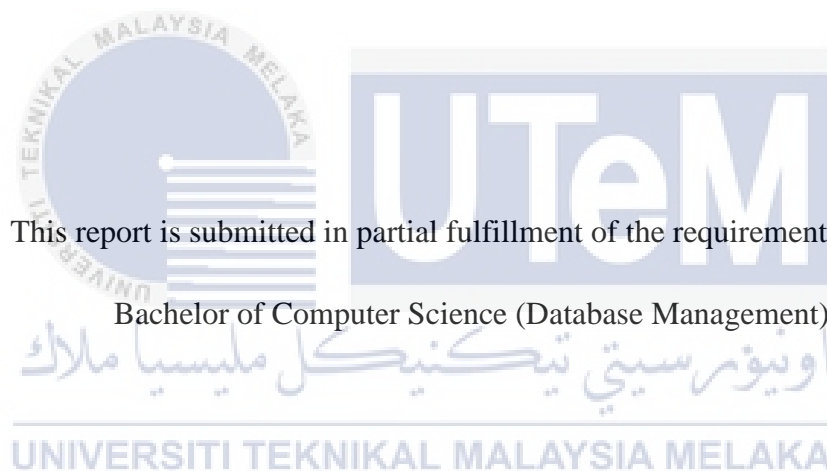 UNIVERSITI TEKNIKAL MALAYSIA MELAKA
UTeM
This report is submitted in partial fulfillment of the requirement
Bachelor of Computer Science (Database Management)
اونيۏرسيتي تيكنيكل مليسيا ملاك
UNIVERSITI TEKNIKAL MALAYSIA MELAKA